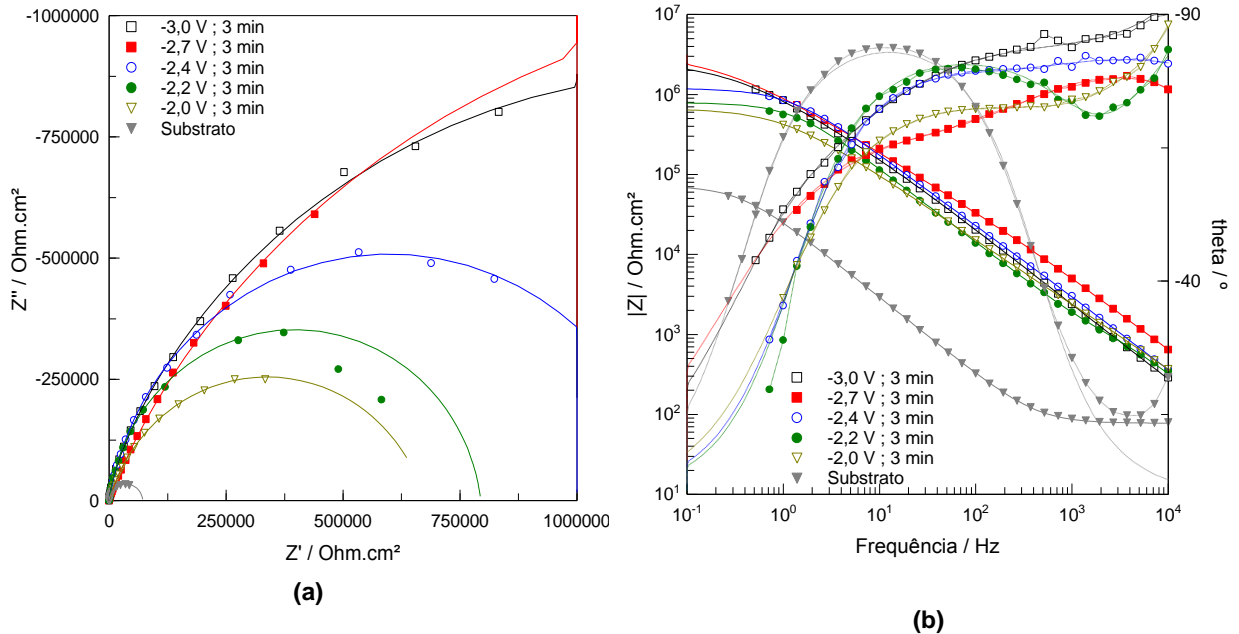 -1000000
-750000
-500000
-250000
0
Z'' / Ohm.cm²
-3,0 V ; 3 min
-2,7 V ; 3 min
-2,4 V ; 3 min
-2,2 V ; 3 min
-2,0 V ; 3 min
Substrato
0
250000
500000
750000
1000000
Z' / Ohm.cm²
(a)
10⁷
10⁶
10⁵
10⁴
10³
10²
10¹
|Z| / Ohm.cm²
-90
-40
theta / º
-3,0 V ; 3 min
-2,7 V ; 3 min
-2,4 V ; 3 min
-2,2 V ; 3 min
-2,0 V ; 3 min
Substrato
10⁻¹
10⁰
10¹
10²
10³
10⁴
Frequência / Hz
(b)